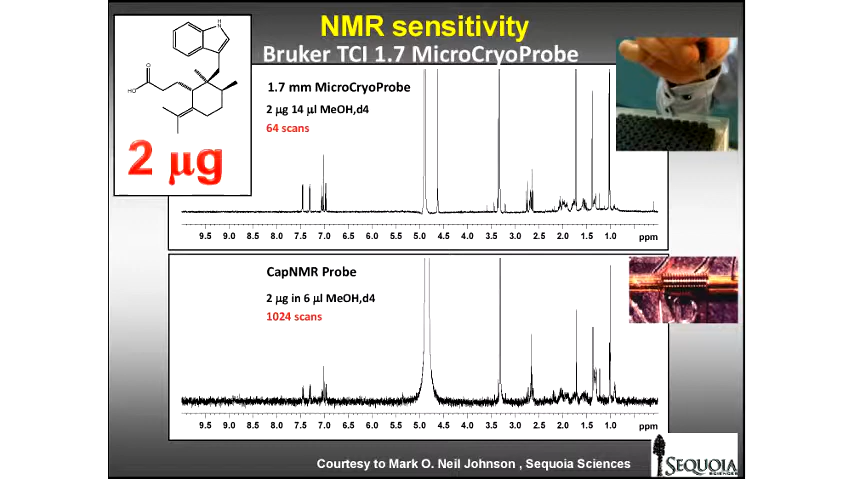 NMR sensitivity
Bruker TCI 1.7 MicroCryoProbe
H
N
O
HO
2 µg
1.7 mm MicroCryoProbe
2 µg 14 µl MeOH,d4
64 scans
9.5 9.0 8.5 8.0 7.5 7.0 6.5 6.0 5.5 5.0 4.5 4.0 3.5 3.0 2.5 2.0 1.5 1.0 ppm
CapNMR Probe
2 µg in 6 µl MeOH,d4
1024 scans
9.5 9.0 8.5 8.0 7.5 7.0 6.5 6.0 5.5 5.0 4.5 4.0 3.5 3.0 2.5 2.0 1.5 1.0 ppm
Courtesy to Mark O. Neil Johnson , Sequoia Sciences
SEQUOIA
SCIENCES